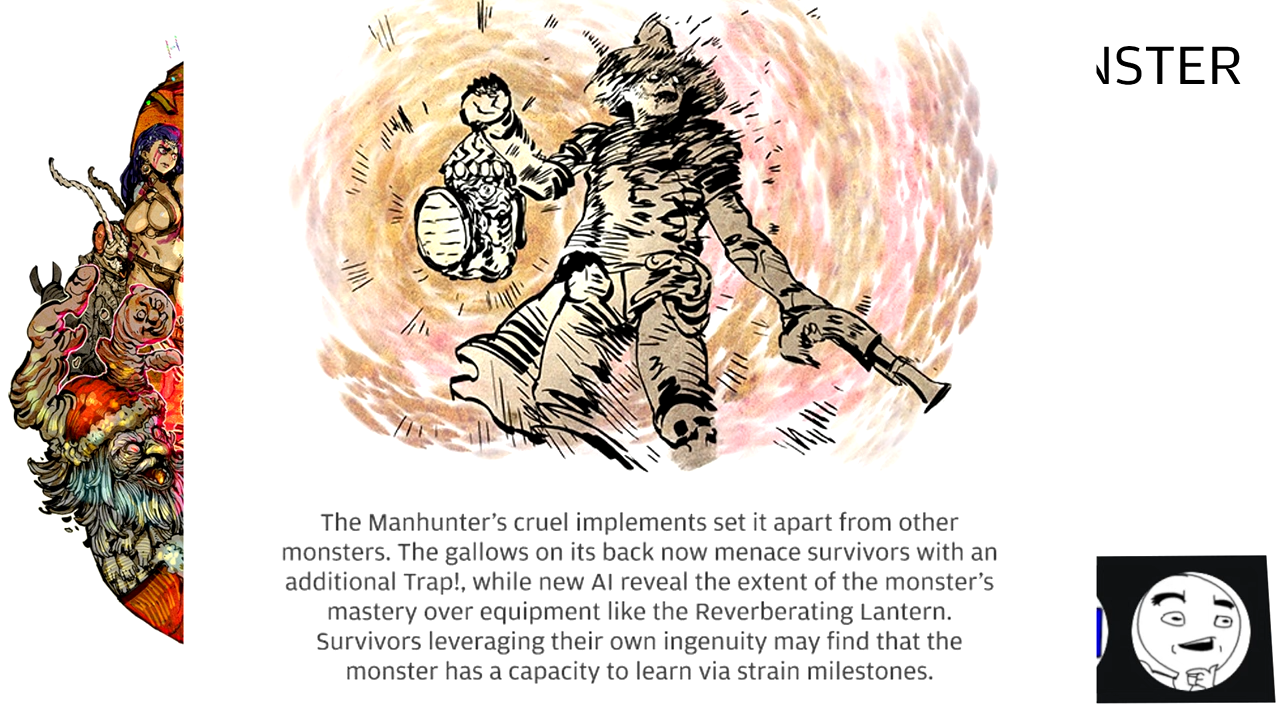 NSTER
The Manhunter’s cruel implements set it apart from other
monsters. The gallows on its back now menace survivors with an
additional Trap!, while new AI reveal the extent of the monster’s
mastery over equipment like the Reverberating Lantern.
Survivors leveraging their own ingenuity may find that the
monster has a capacity to learn via strain milestones.